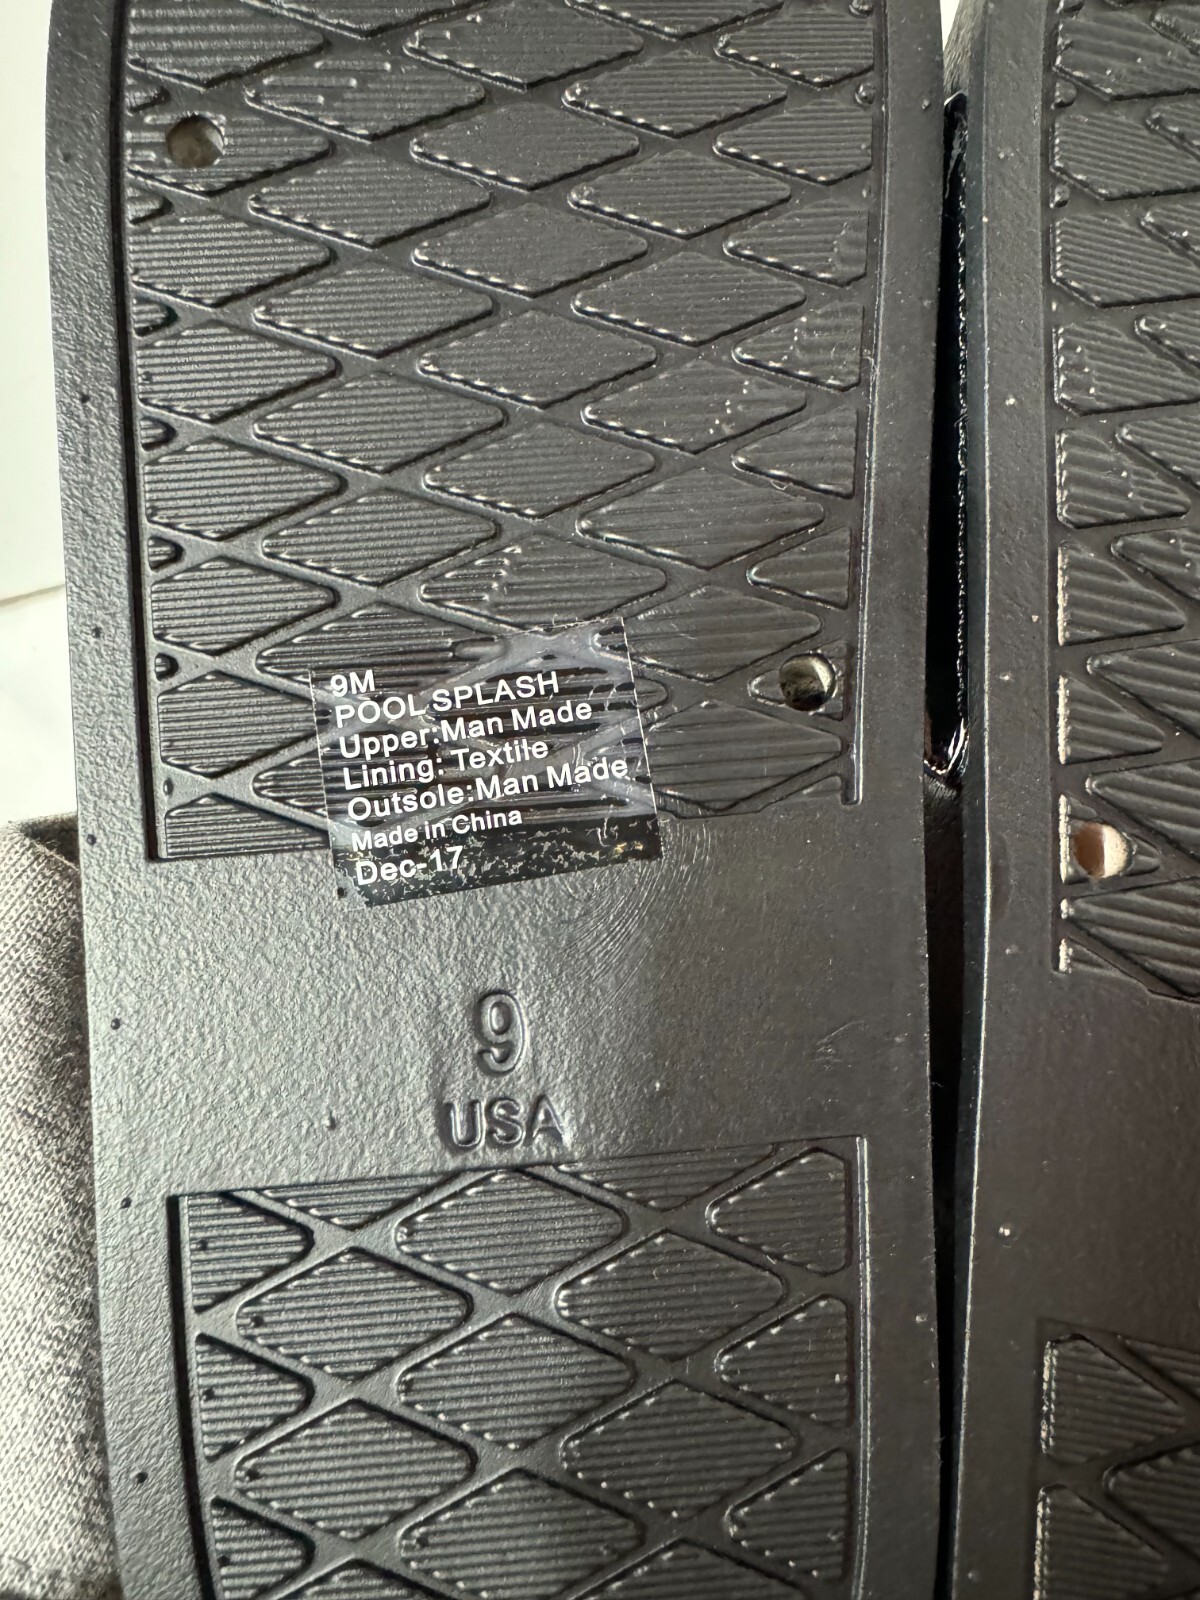 9M
POOL SPLASH
Upper:Man Made
Lining: Textile
Outsole:Man Made
Made in China
Dec-17
9
USA